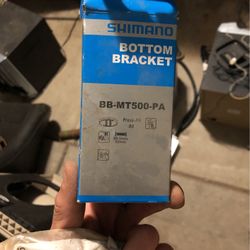 SHIMANO
BOTTOM
BRACKET
BB-MT500-PA
Press-Fit